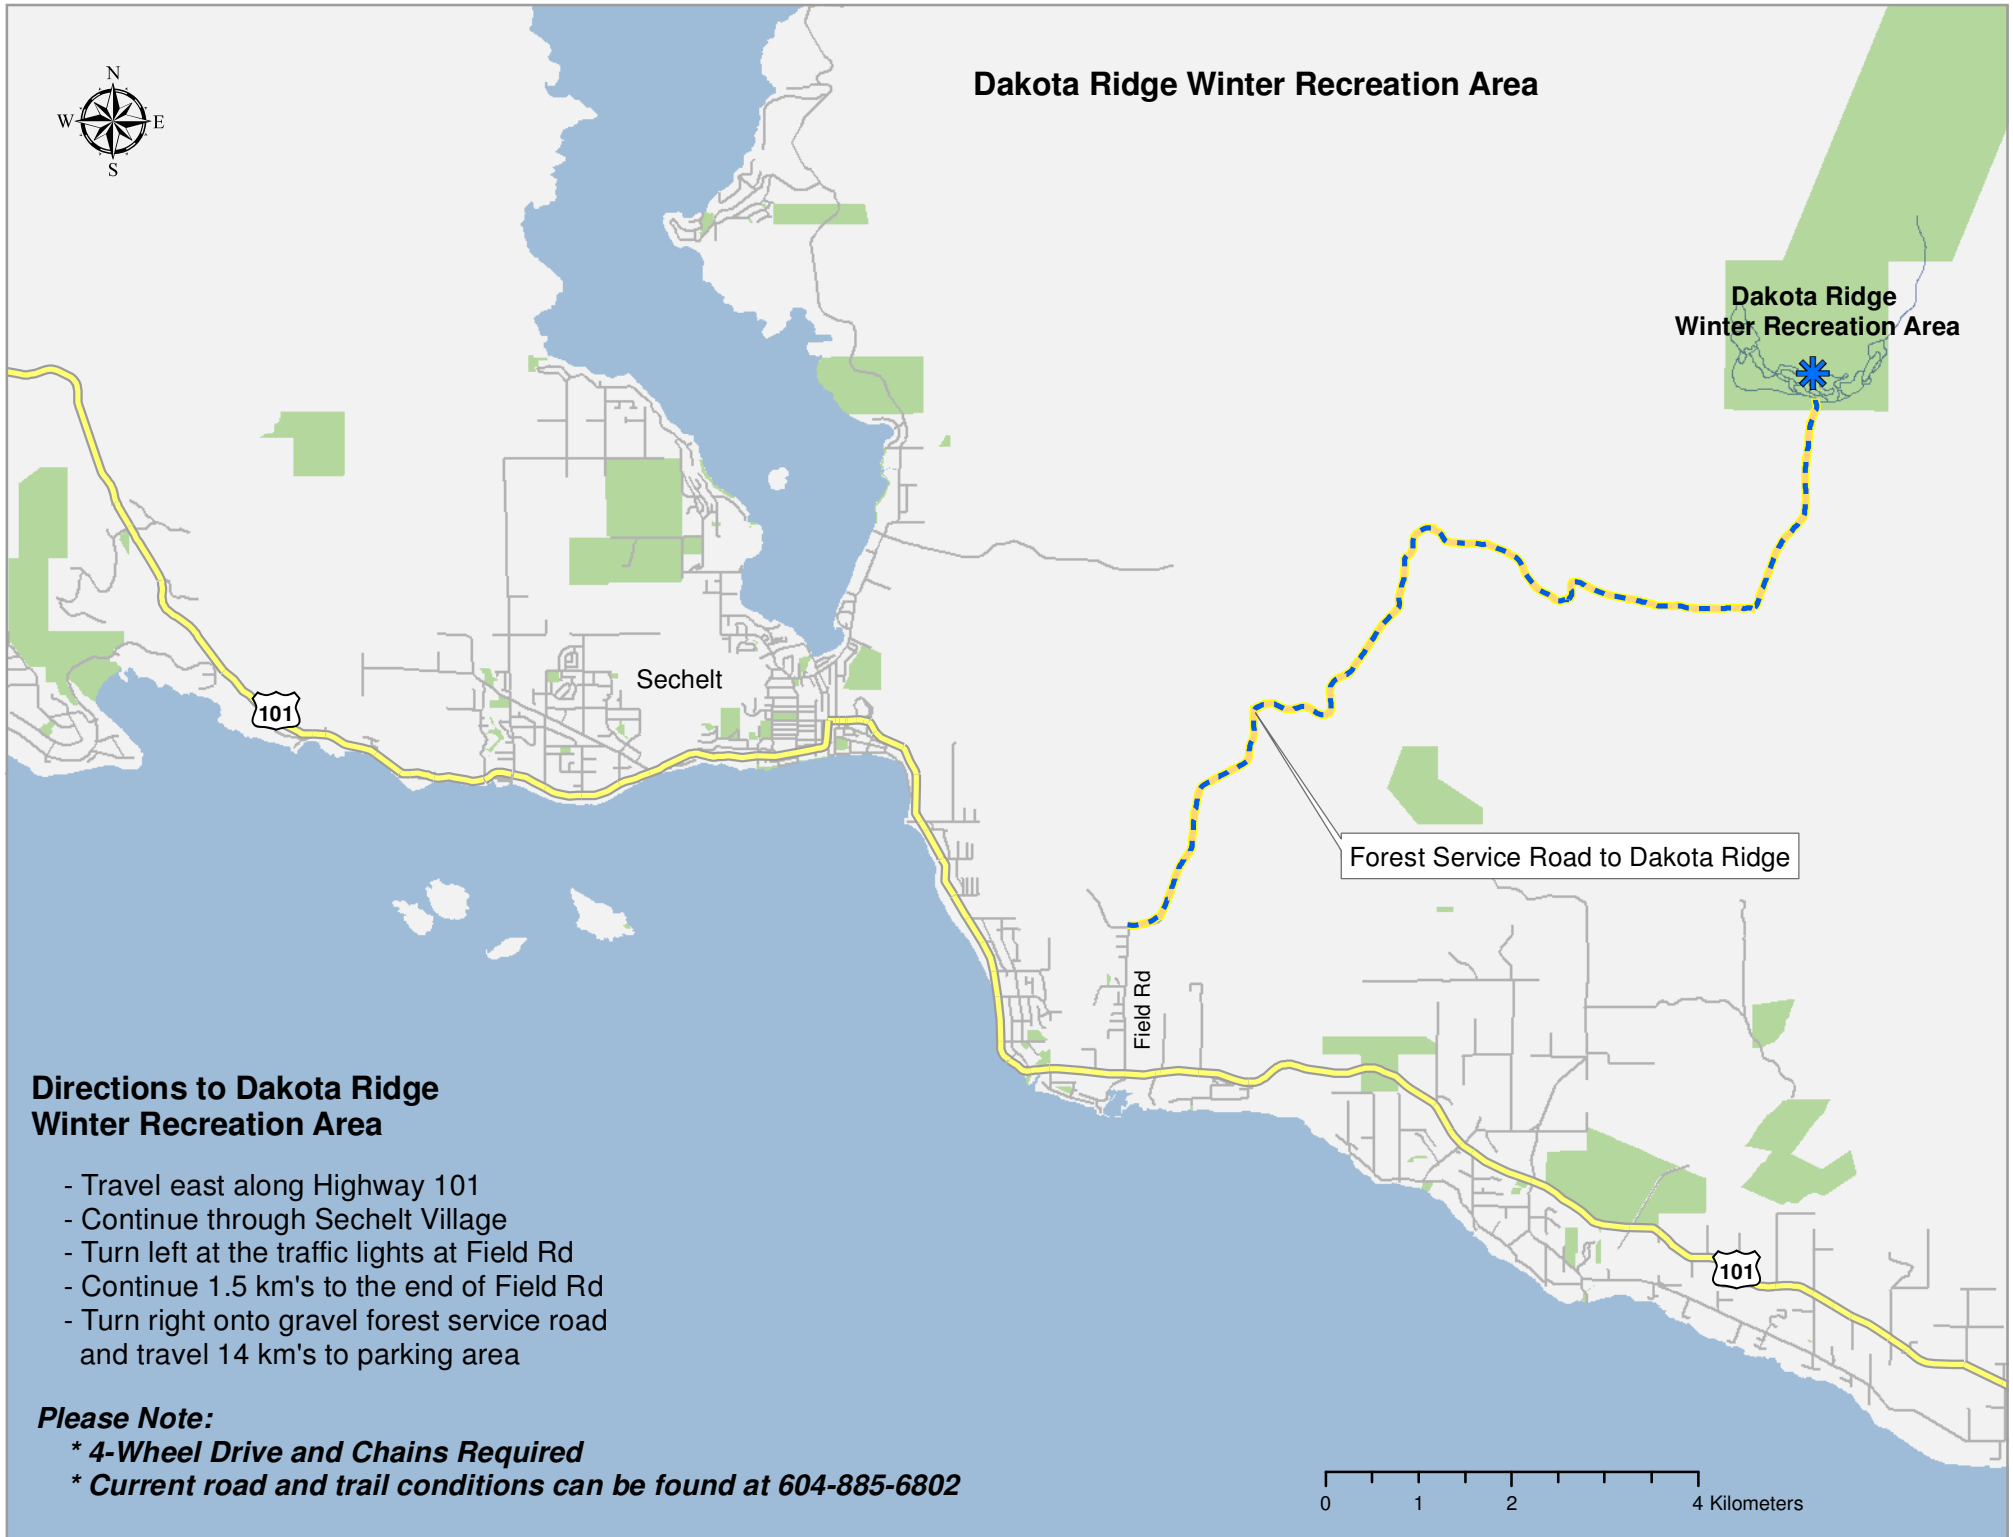 N
W E
S
Dakota Ridge Winter Recreation Area
Dakota Ridge
Winter Recreation Area
Sechelt
101
Forest Service Road to Dakota Ridge
Field Rd
101
Directions to Dakota Ridge
Winter Recreation Area
- Travel east along Highway 101
- Continue through Sechelt Village
- Turn left at the traffic lights at Field Rd
- Continue 1.5 km's to the end of Field Rd
- Turn right onto gravel forest service road
and travel 14 km's to parking area
Please Note:
* 4-Wheel Drive and Chains Required
* Current road and trail conditions can be found at 604-885-6802
0 1 2 4 Kilometers